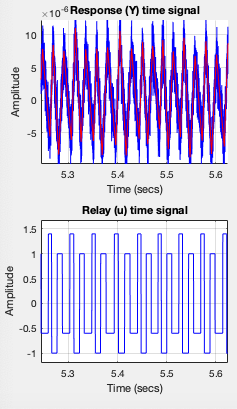 ×10-6 Response (Y) time signal
10
5
0
-5
Amplitude
5.3 5.4 5.5 5.6
Time (secs)
Relay (u) time signal
1.5
1
0.5
0
-0.5
-1
Amplitude
5.3 5.4 5.5 5.6
Time (secs)